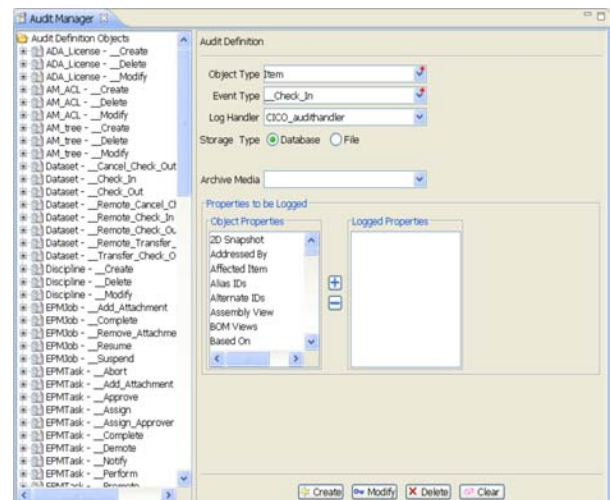 Audit Manager
Audit Definition Objects
ADA_License - __Create
ADA_License - __Delete
ADA_License - __Modify
AM_ACL - __Create
AM_ACL - __Delete
AM_ACL - __Modify
AM_tree - __Create
AM_tree - __Delete
AM_tree - __Modify
Dataset - __Cancel_Check_Out
Dataset - __Check_In
Dataset - __Check_Out
Dataset - __Remote_Cancel_Cl
Dataset - __Remote_Check_In
Dataset - __Remote_Check_Ou
Dataset - __Remote_Transfer_
Dataset - __Transfer_Check_O
Discipline - __Create
Discipline - __Delete
Discipline - __Modify
EPMJob - __Add_Attachment
EPMJob - __Complete
EPMJob - __Remove_Attachme
EPMJob - __Resume
EPMJob - __Suspend
EPMTask - __Abort
EPMTask - __Add_Attachment
EPMTask - __Approve
EPMTask - __Assign
EPMTask - __Assign_Approver
EPMTask - __Complete
EPMTask - __Demote
EPMTask - __Notify
EPMTask - __Perform
EPMTask - __Promote
Audit Definition
Object Type Item
Event Type __Check_In
Log Handler CICO_audithandler
Storage Type Database File
Archive Media
Properties to be Logged
Object Properties
2D Snapshot
Addressed By
Affected Item
Alias IDs
Alternate IDs
Assembly View
BOM Views
Based On
Logged Properties
Create Modify Delete Clear